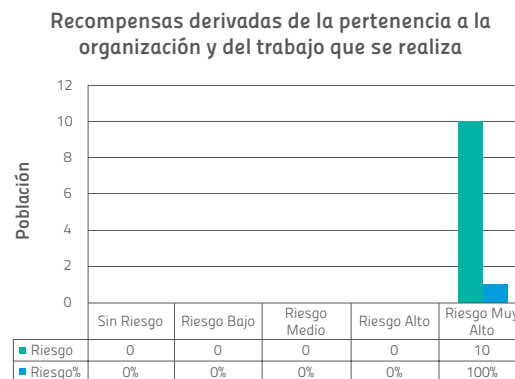 Recompensas derivadas de la pertenencia a la
organización y del trabajo que se realiza
12
10
8
6
4
2
0
Población
Sin Riesgo Riesgo Bajo Riesgo Medio Riesgo Alto Riesgo Muy Alto
Riesgo 0 0 0 0 10
Riesgo% 0% 0% 0% 0% 100%